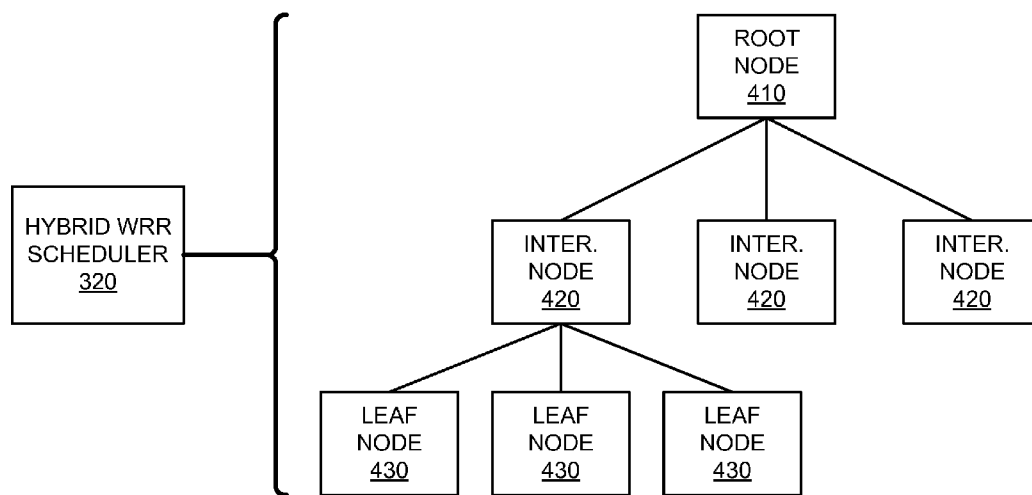 ROOT
NODE
410
HYBRID WRR
SCHEDULER
320
INTER.
NODE
420
INTER.
NODE
420
INTER.
NODE
420
LEAF
NODE
430
LEAF
NODE
430
LEAF
NODE
430